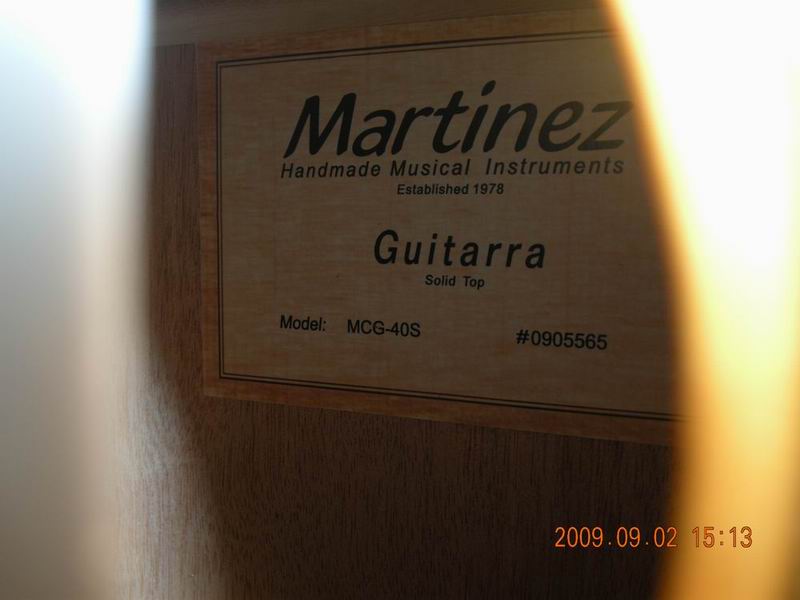 Martinez
Handmade Musical Instruments
Established 1978
Guitarra
Solid Top
Model: MCG-40S #0905565
2009.09.02 15:13